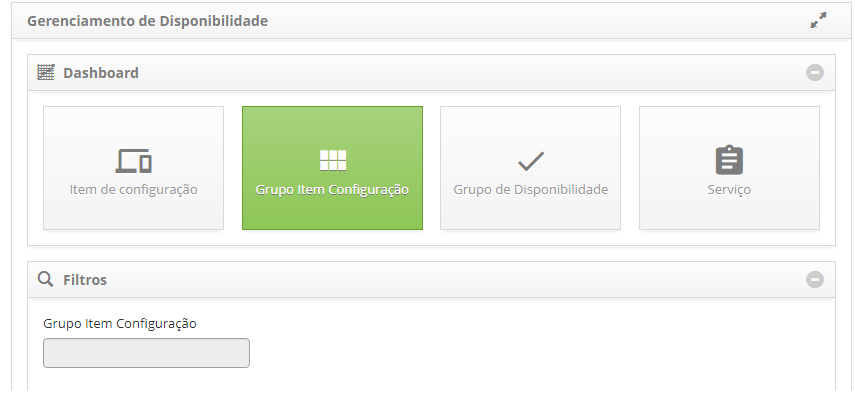 Gerenciamento de Disponibilidade
Dashboard
Item de configuração
Grupo Item Configuração
Grupo de Disponibilidade
Serviço
Filtros
Grupo Item Configuração